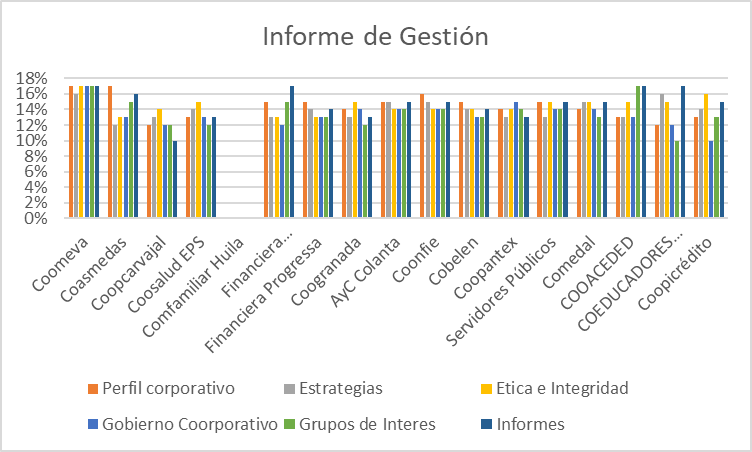 Informe de Gestión
18%
16%
14%
12%
10%
8%
6%
4%
2%
0%
Coomeva
Coasmedas
Coopcarvajal
Coosalud EPS
Comfamiliar Huila
Financiera...
Financiera Progressa
Coogranada
AyC Colanta
Coonfie
Cobelen
Coopantex
Servidores Públicos
Comedal
COOACEDED
COEDUCADORES...
Coopicrédito
Perfil corporativo
Estrategias
Etica e Integridad
Gobierno Coorporativo
Grupos de Interes
Informes